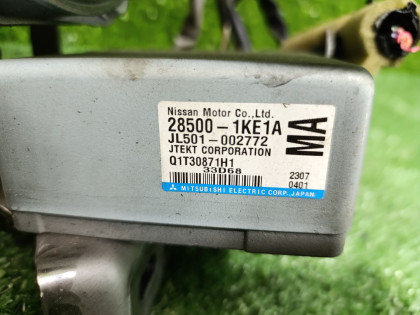 Nissan Motor Co.,Ltd.
28500-1KE1A
JL501-002772
JTEKT CORPORATION
Q1T30871H1
33D68
MA
2307
0401
MITSUBISHI ELECTRIC CORP.,JAPAN